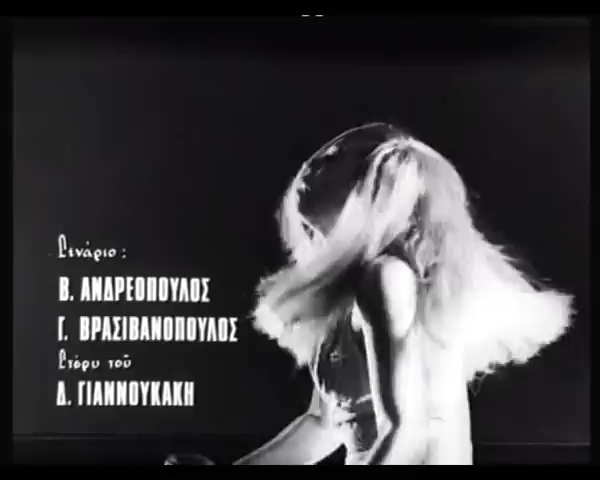 Σενάριο:
Β. ΑΝΔΡΕΟΠΟΥΛΟΣ
Γ. ΒΡΑΣΙΒΑΝΟΠΟΥΛΟΣ
Στόρυ τοῦ
Δ. ΓΙΑΝΝΟΥΚΑΚΗ